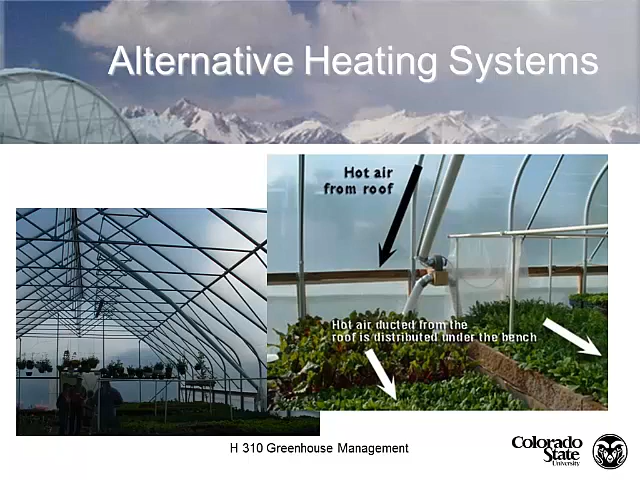 Alternative Heating Systems
Hot air
from roof
Hot air ducted from the
roof is distributed under the bench
H 310 Greenhouse Management
Colorado
State
University